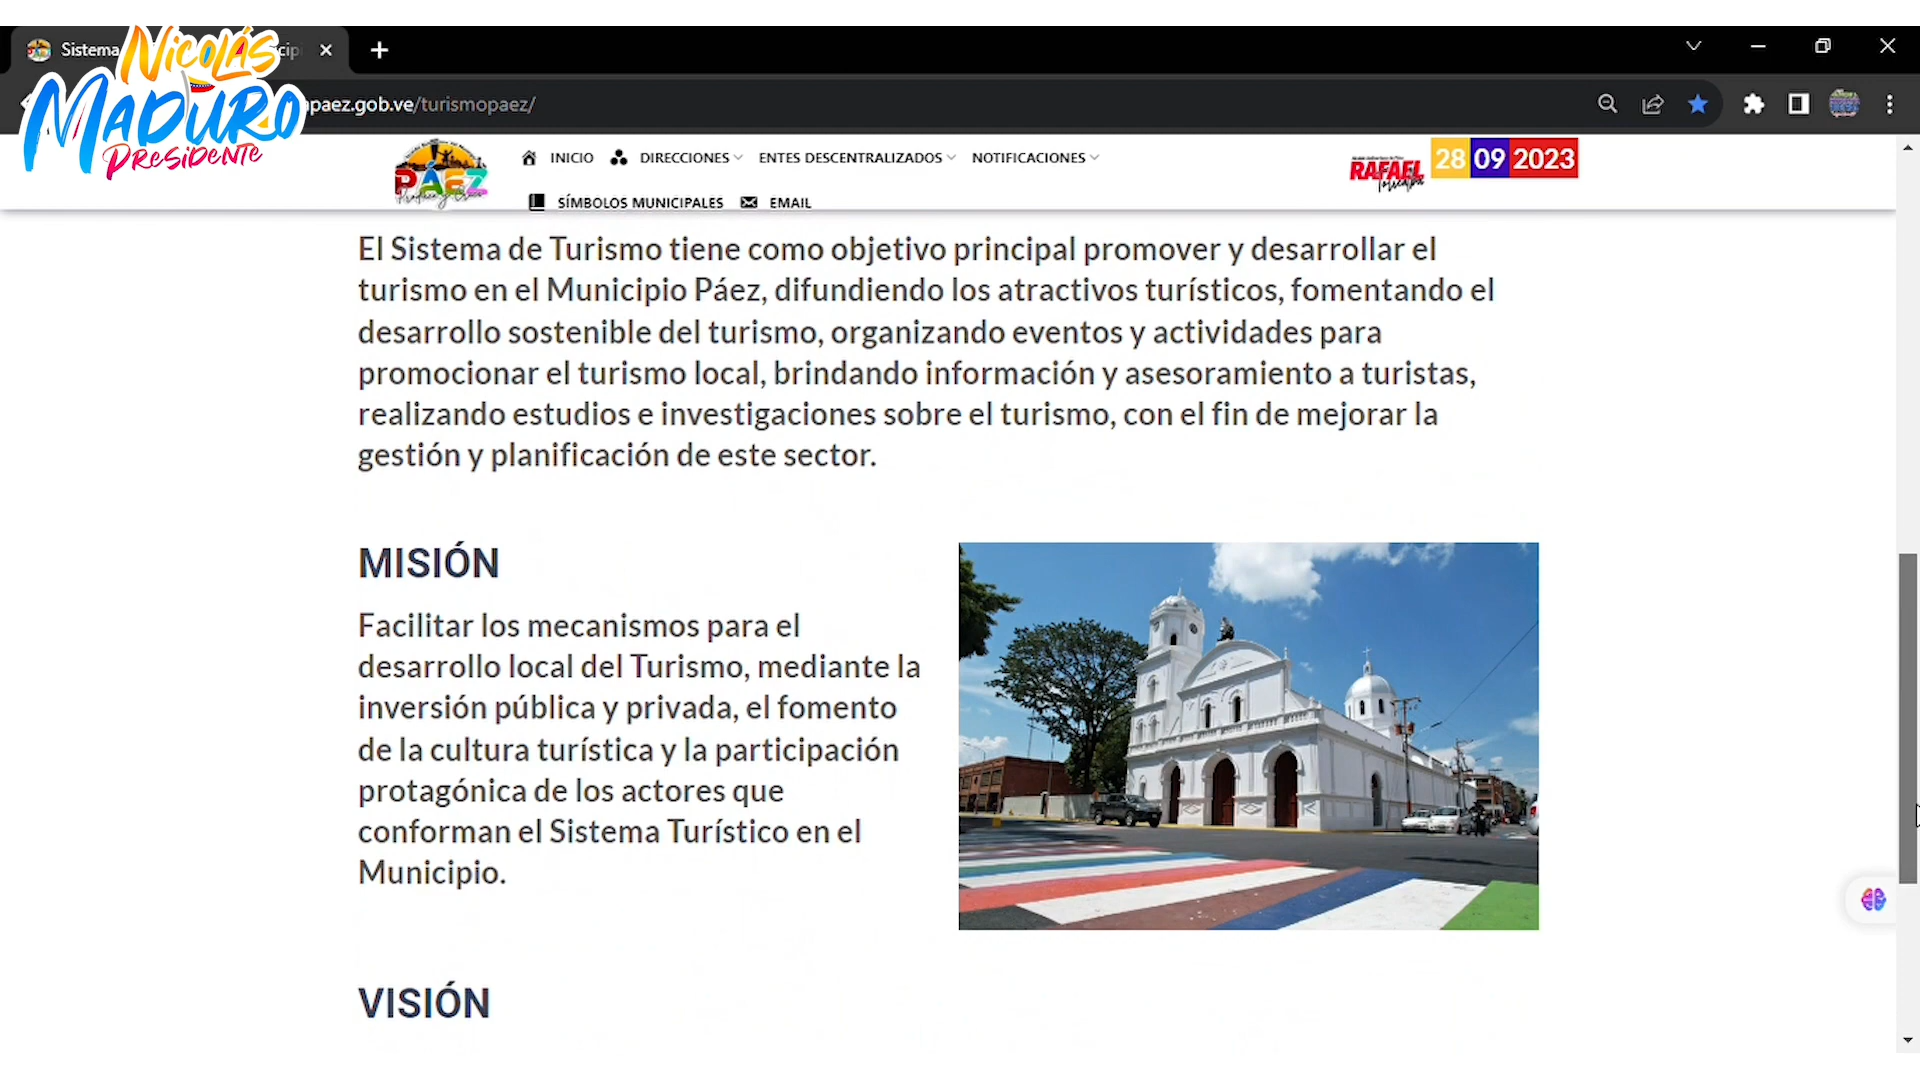 Sistema
NICOLÁS
MADURO
PRESIDENTE
paez.gob.ve/turismopaez/
PÁEZ
INICIO DIRECCIONES ENTES DESCENTRALIZADOS NOTIFICACIONES
SÍMBOLOS MUNICIPALES EMAIL
RAFAEL
28 09 2023
El Sistema de Turismo tiene como objetivo principal promover y desarrollar el
turismo en el Municipio Páez, difundiendo los atractivos turísticos, fomentando el
desarrollo sostenible del turismo, organizando eventos y actividades para
promocionar el turismo local, brindando información y asesoramiento a turistas,
realizando estudios e investigaciones sobre el turismo, con el fin de mejorar la
gestión y planificación de este sector.
MISIÓN
Facilitar los mecanismos para el
desarrollo local del Turismo, mediante la
inversión pública y privada, el fomento
de la cultura turística y la participación
protagónica de los actores que
conforman el Sistema Turístico en el
Municipio.
VISIÓN